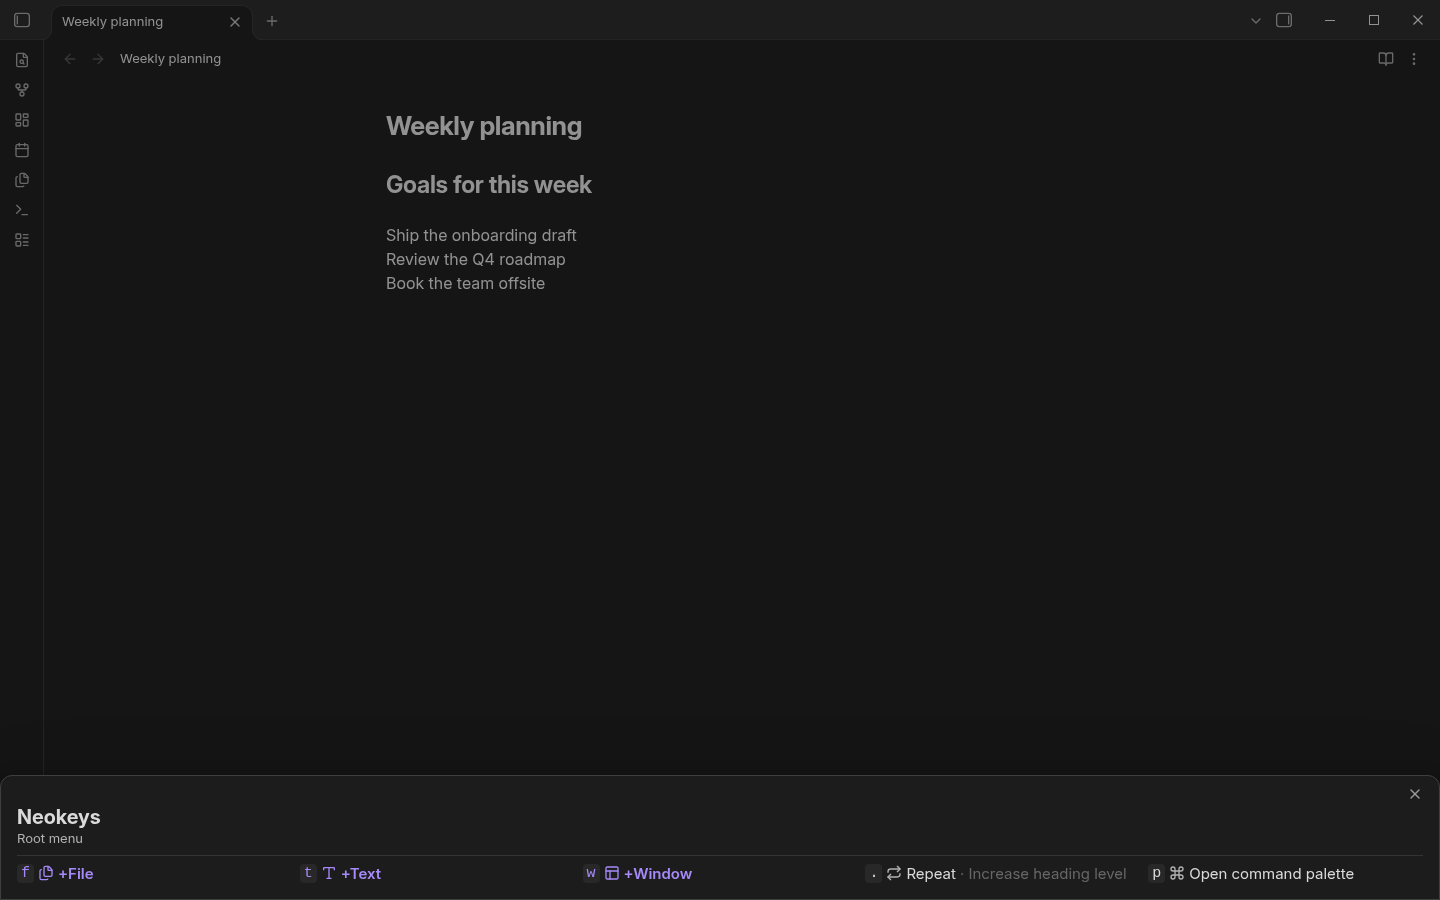 Weekly planning
Weekly planning
Weekly planning
Goals for this week
Ship the onboarding draft
Review the Q4 roadmap
Book the team offsite
Neokeys
Root menu
f +File
t +Text
w +Window
. Repeat · Increase heading level
p Open command palette